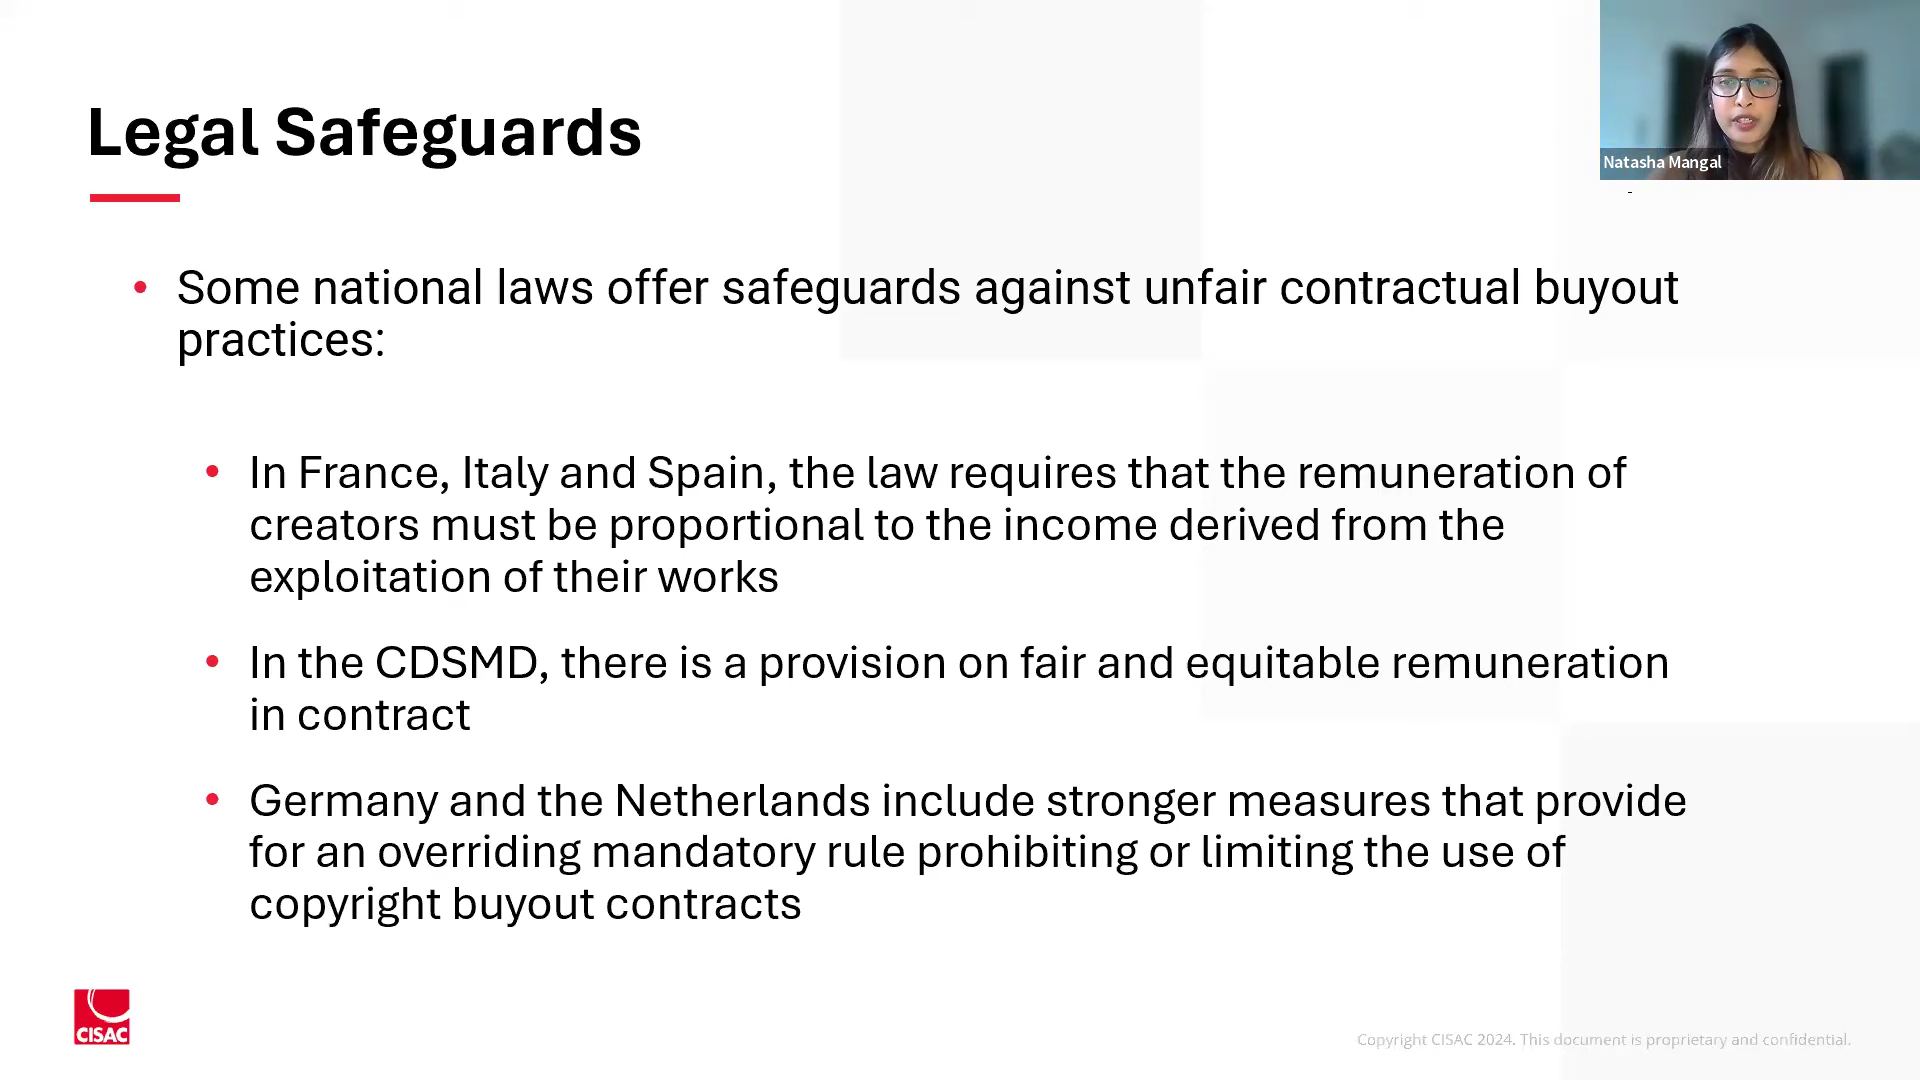 Legal Safeguards
Natasha Mangal
• Some national laws offer safeguards against unfair contractual buyout
practices:
• In France, Italy and Spain, the law requires that the remuneration of
creators must be proportional to the income derived from the
exploitation of their works
• In the CDSMD, there is a provision on fair and equitable remuneration
in contract
• Germany and the Netherlands include stronger measures that provide
for an overriding mandatory rule prohibiting or limiting the use of
copyright buyout contracts
CISAC
Copyright CISAC 2024. This document is proprietary and confidential.